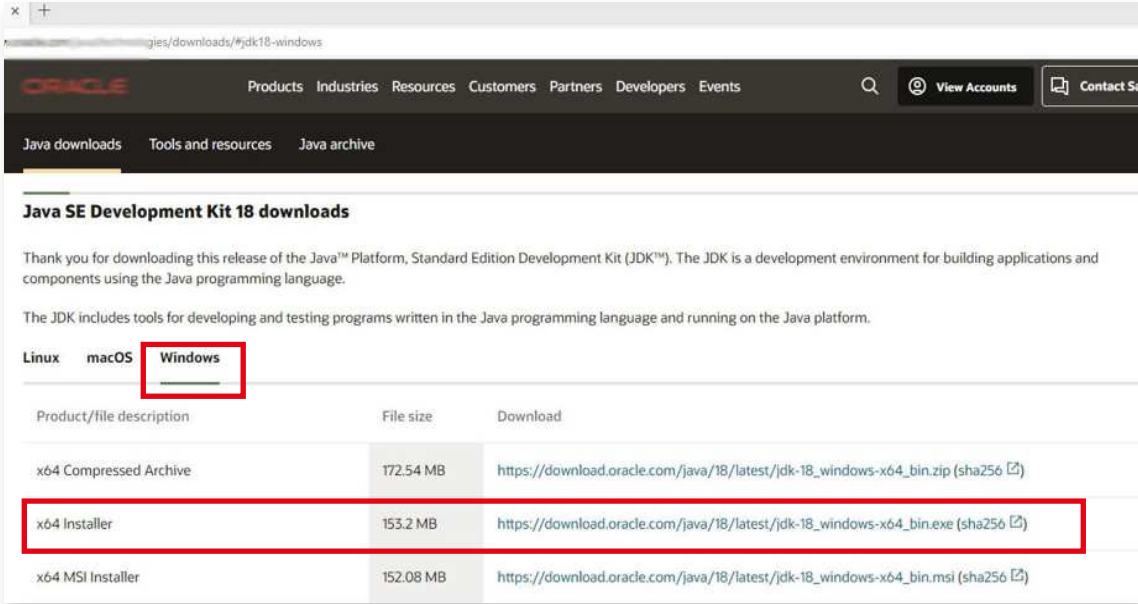 × +
gies/downloads/#jdk18-windows
ORACLE Products Industries Resources Customers Partners Developers Events View Accounts Contact Sa
Java downloads Tools and resources Java archive
Java SE Development Kit 18 downloads
Thank you for downloading this release of the Java™ Platform, Standard Edition Development Kit (JDK™). The JDK is a development environment for building applications and
components using the Java programming language.
The JDK includes tools for developing and testing programs written in the Java programming language and running on the Java platform.
Linux macOS Windows
Product/file description File size Download
x64 Compressed Archive 172.54 MB https://download.oracle.com/java/18/latest/jdk-18_windows-x64_bin.zip (sha256)
x64 Installer 153.2 MB https://download.oracle.com/java/18/latest/jdk-18_windows-x64_bin.exe (sha256)
x64 MSI Installer 152.08 MB https://download.oracle.com/java/18/latest/jdk-18_windows-x64_bin.msi (sha256)